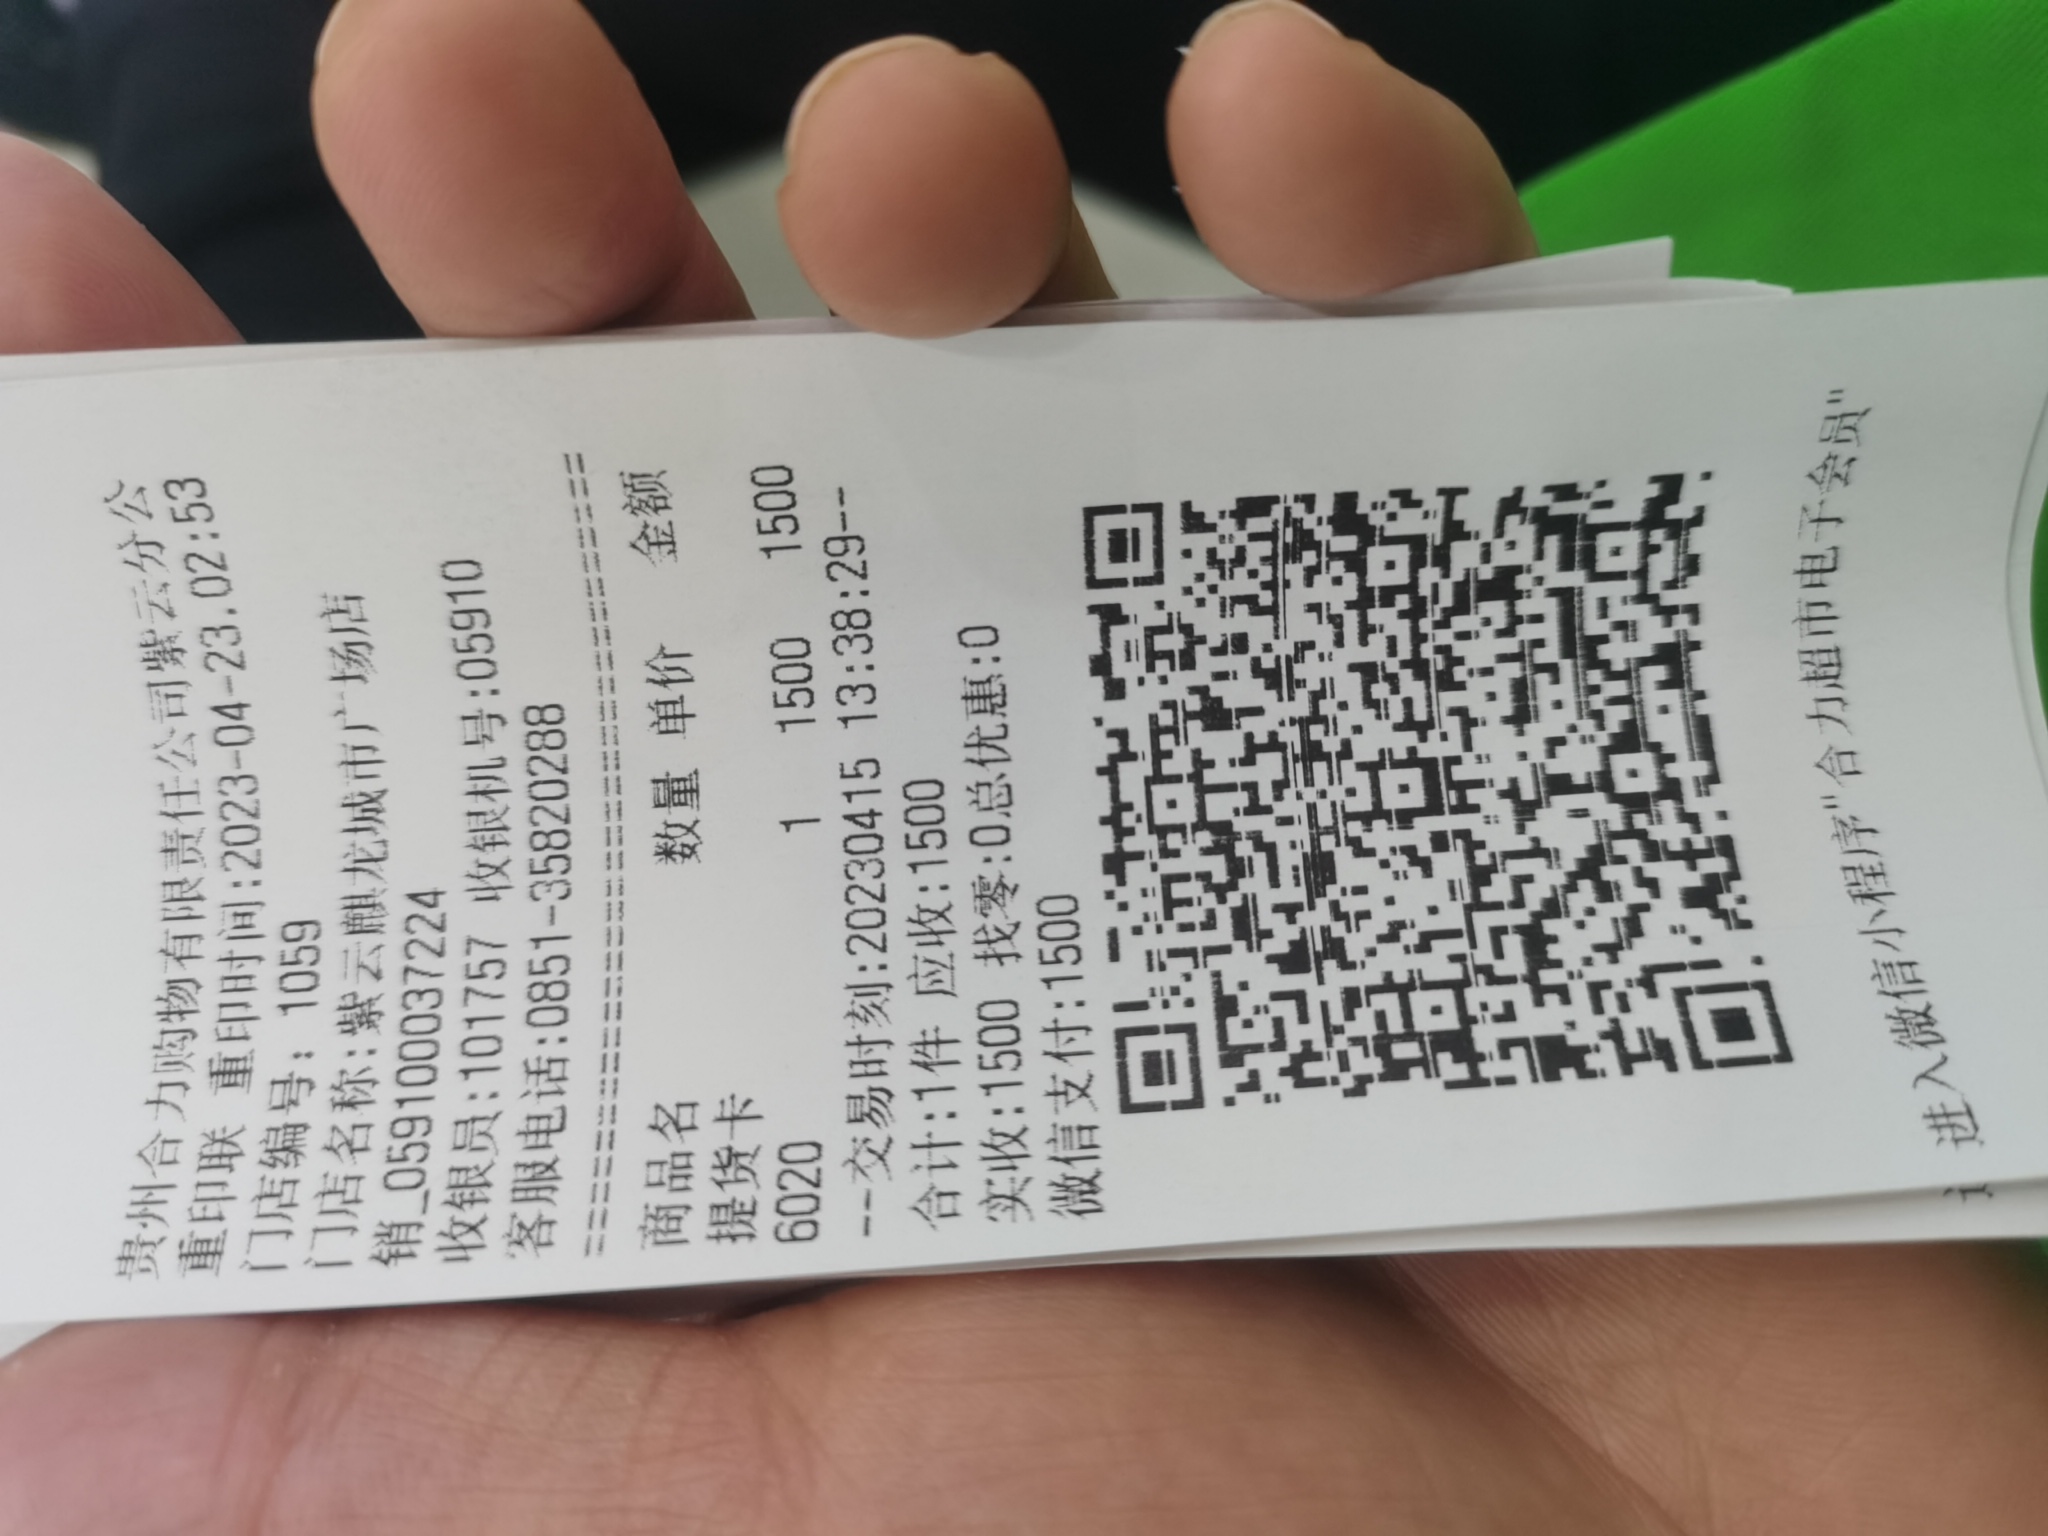 贵州合力购物有限责任公司紫云分公
重印联 重印时间:2023-04-23.02:53
门店编号: 1059
门店名称:紫云麒龙城市广场店
销_0591000037224
收银员:101757 收银机号:05910
客服电话:0851-35820288
================================
商品名 数量 单价 金额
提货卡
6020 1 1500 1500
---交易时刻:20230415 13:38:29---
合计:1件 应收:1500
实收:1500 找零:0总优惠:0
微信支付:1500
进入微信小程序"合力超市电子会员"